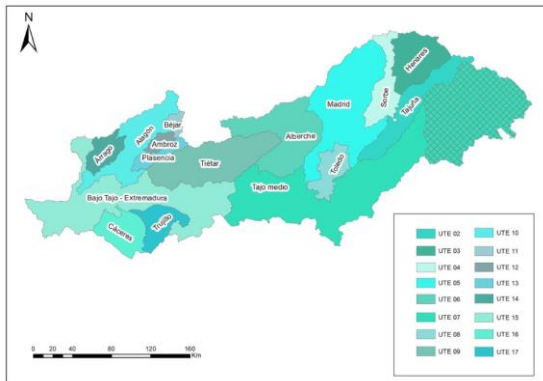 N
Henares
Sorbe
Madrid
Tajuña
Béjar
Alagón
Ambroz
Árrago
Plasencia
Alberche
Tiétar
Toledo
Tajo medio
Bajo Tajo - Extremadura
Trujillo
Cáceres
UTE 02
UTE 03
UTE 04
UTE 05
UTE 06
UTE 07
UTE 08
UTE 09
UTE 10
UTE 11
UTE 12
UTE 13
UTE 14
UTE 15
UTE 16
UTE 17
0 20 40 80 120 160
Km